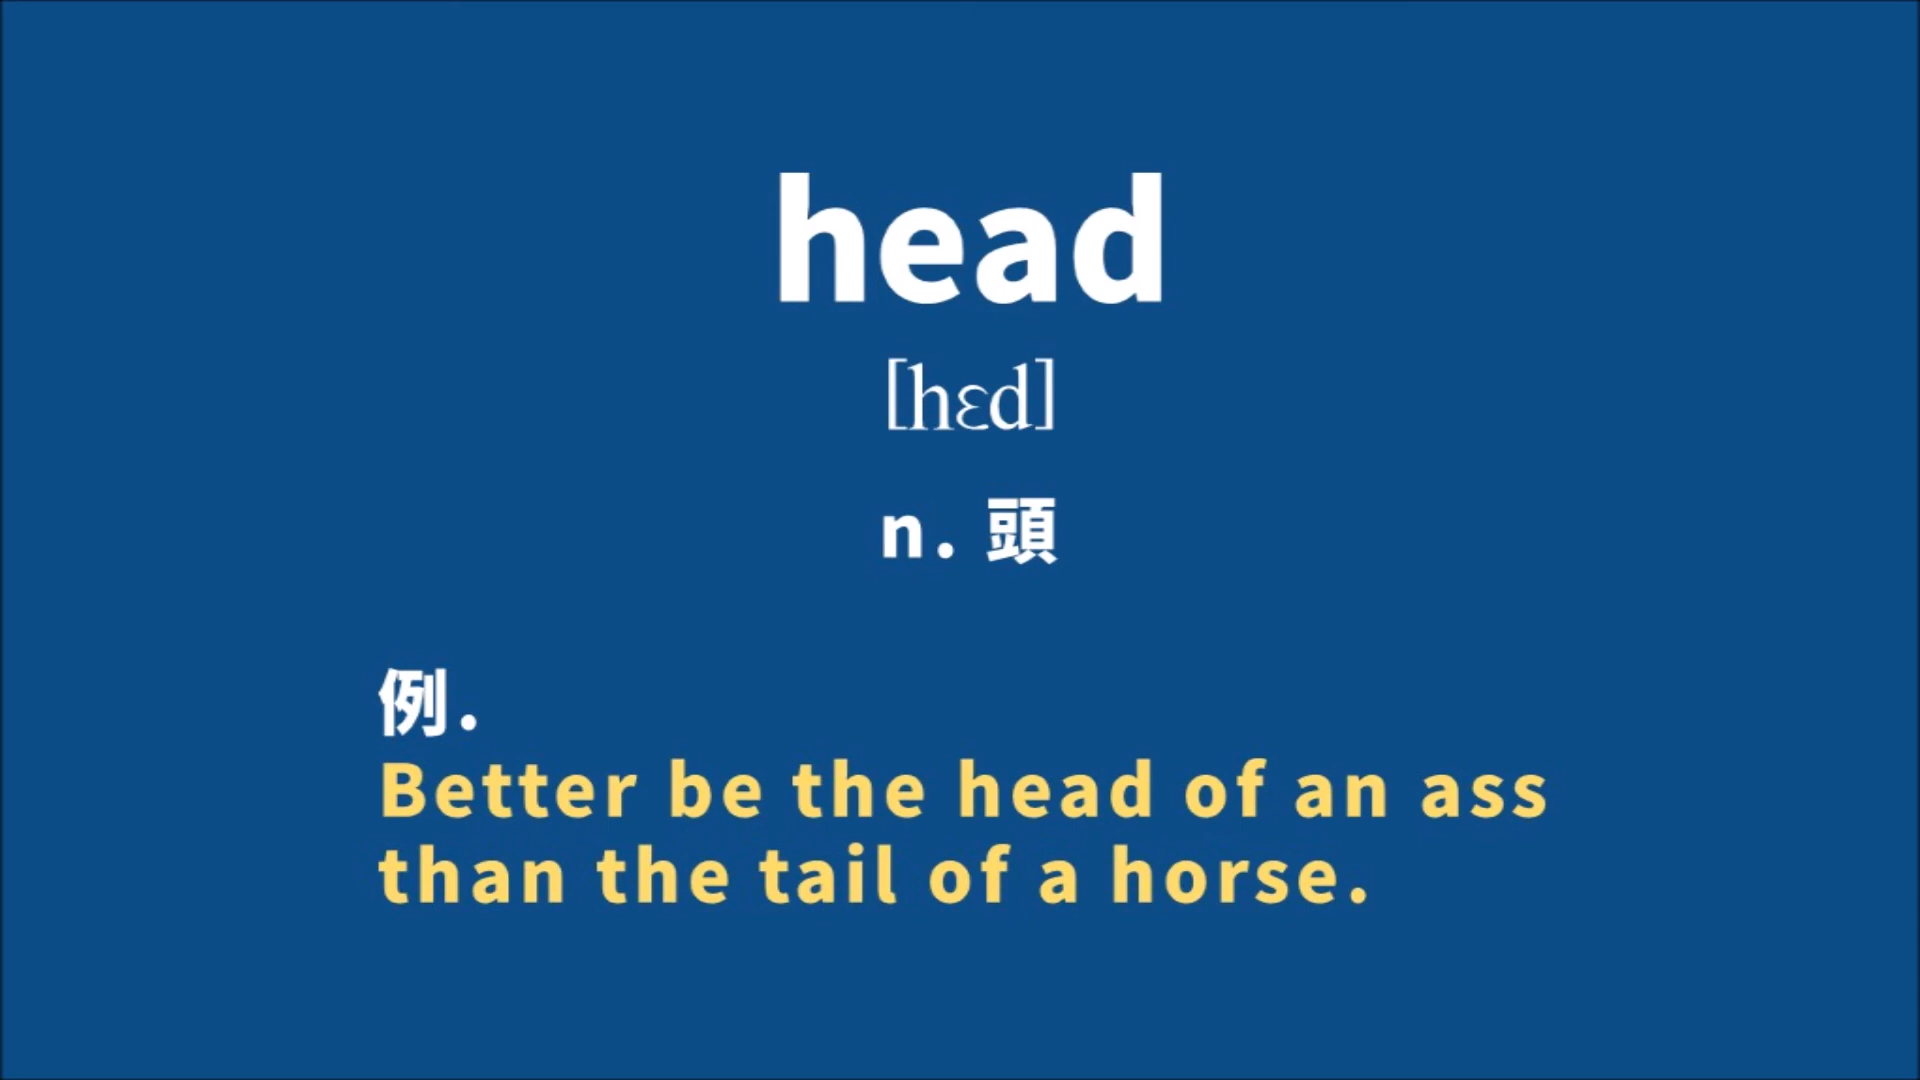 head
[hɛd]
n. 頭
例.
Better be the head of an ass
than the tail of a horse.